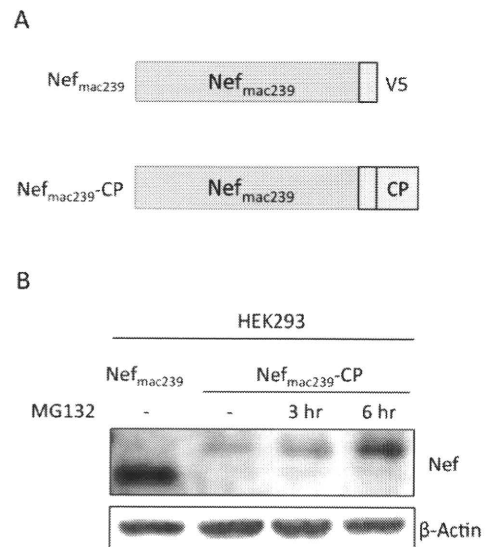 A
Nefmac239 Nefmac239 V5
Nefmac239-CP Nefmac239 CP
B
HEK293
Nefmac239 Nefmac239-CP
MG132 - - 3 hr 6 hr
Nef
β-Actin